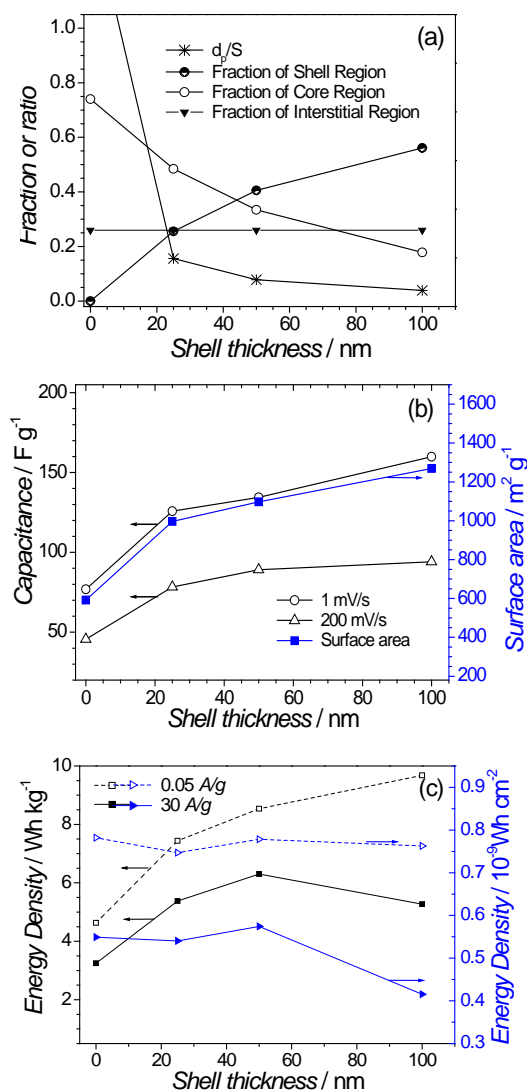 (a)
1.0
0.8
0.6
0.4
0.2
0.0
Fraction or ratio
dp/S
Fraction of Shell Region
Fraction of Core Region
Fraction of Interstitial Region
0 20 40 60 80 100
Shell thickness / nm
(b)
200
150
100
50
Capacitance / F g-1
1600
1400
1200
1000
800
600
400
200
Surface area / m2 g-1
1 mV/s
200 mV/s
Surface area
0 20 40 60 80 100
Shell thickness / nm
(c)
10
8
6
4
2
Energy Density / Wh kg-1
0.05 A/g
30 A/g
0.9
0.8
0.7
0.6
0.5
0.4
0.3
Energy Density / 10-9Wh cm-2
0 20 40 60 80 100
Shell thickness / nm